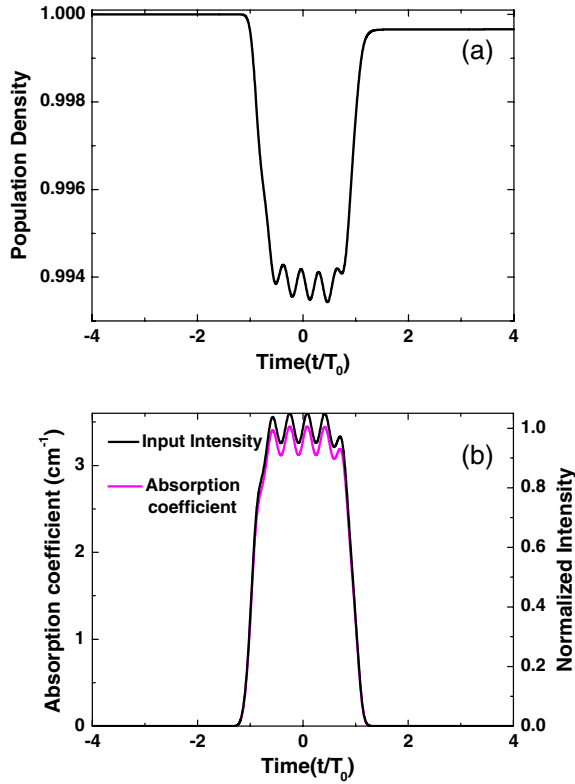 (a)
Population Density
1.000
0.998
0.996
0.994
-4
-2
0
2
4
Time(t/T₀)
(b)
Input Intensity
Absorption
coefficient
Absorption coefficient (cm⁻¹)
3
2
1
0
Normalized Intensity
1.0
0.8
0.6
0.4
0.2
0.0
-4
-2
0
2
4
Time(t/T₀)